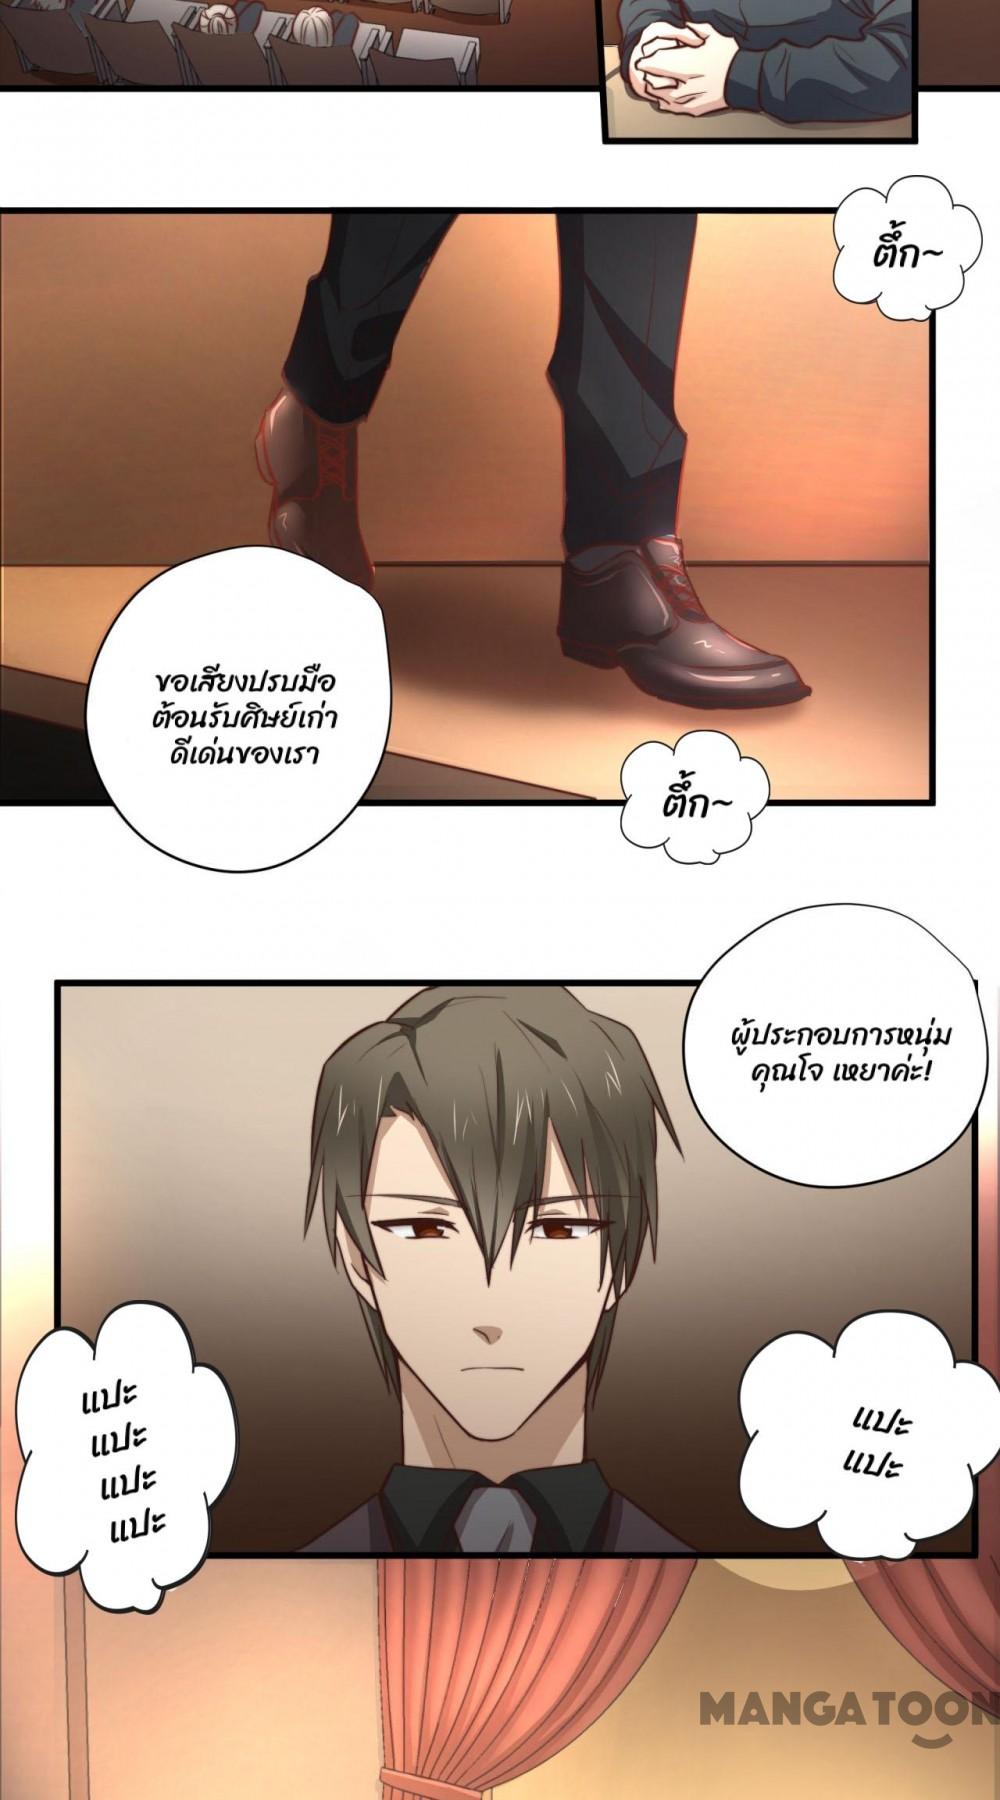 ตึ้ก~
ขอเสียงปรบมือ
ต้อนรับศิษย์เก่า
ดีเด่นของเรา
ตึ้ก~
ผู้ประกอบการหนุ่ม
คุณโจ เหยาค่ะ!
แปะ
แปะ
แปะ
แปะ
แปะ
แปะ
MANGATOON